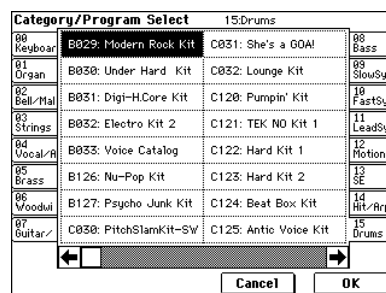 Category/Program Select 15:Drums
00 Keyboar
01 Organ
02 Bell/Mal
03 Strings
04 Vocal/A
05 Brass
06 Woodwi
07 Guitar/
B029: Modern Rock Kit
B030: Under Hard Kit
B031: Digi-H.Core Kit
B032: Electro Kit 2
B033: Voice Catalog
B126: Nu-Pop Kit
B127: Psycho Junk Kit
C030: PitchSlamKit-SW
C031: She's a GOA!
C032: Lounge Kit
C120: Pumpin' Kit
C121: TEK NO Kit 1
C122: Hard Kit 1
C123: Hard Kit 2
C124: Beat Box Kit
C125: Antic Voice Kit
08 Bass
09 SlowSy
10 FastSy
11 LeadSy
12 Motion
13 SE
14 Hit/Arp
15 Drums
Cancel
OK